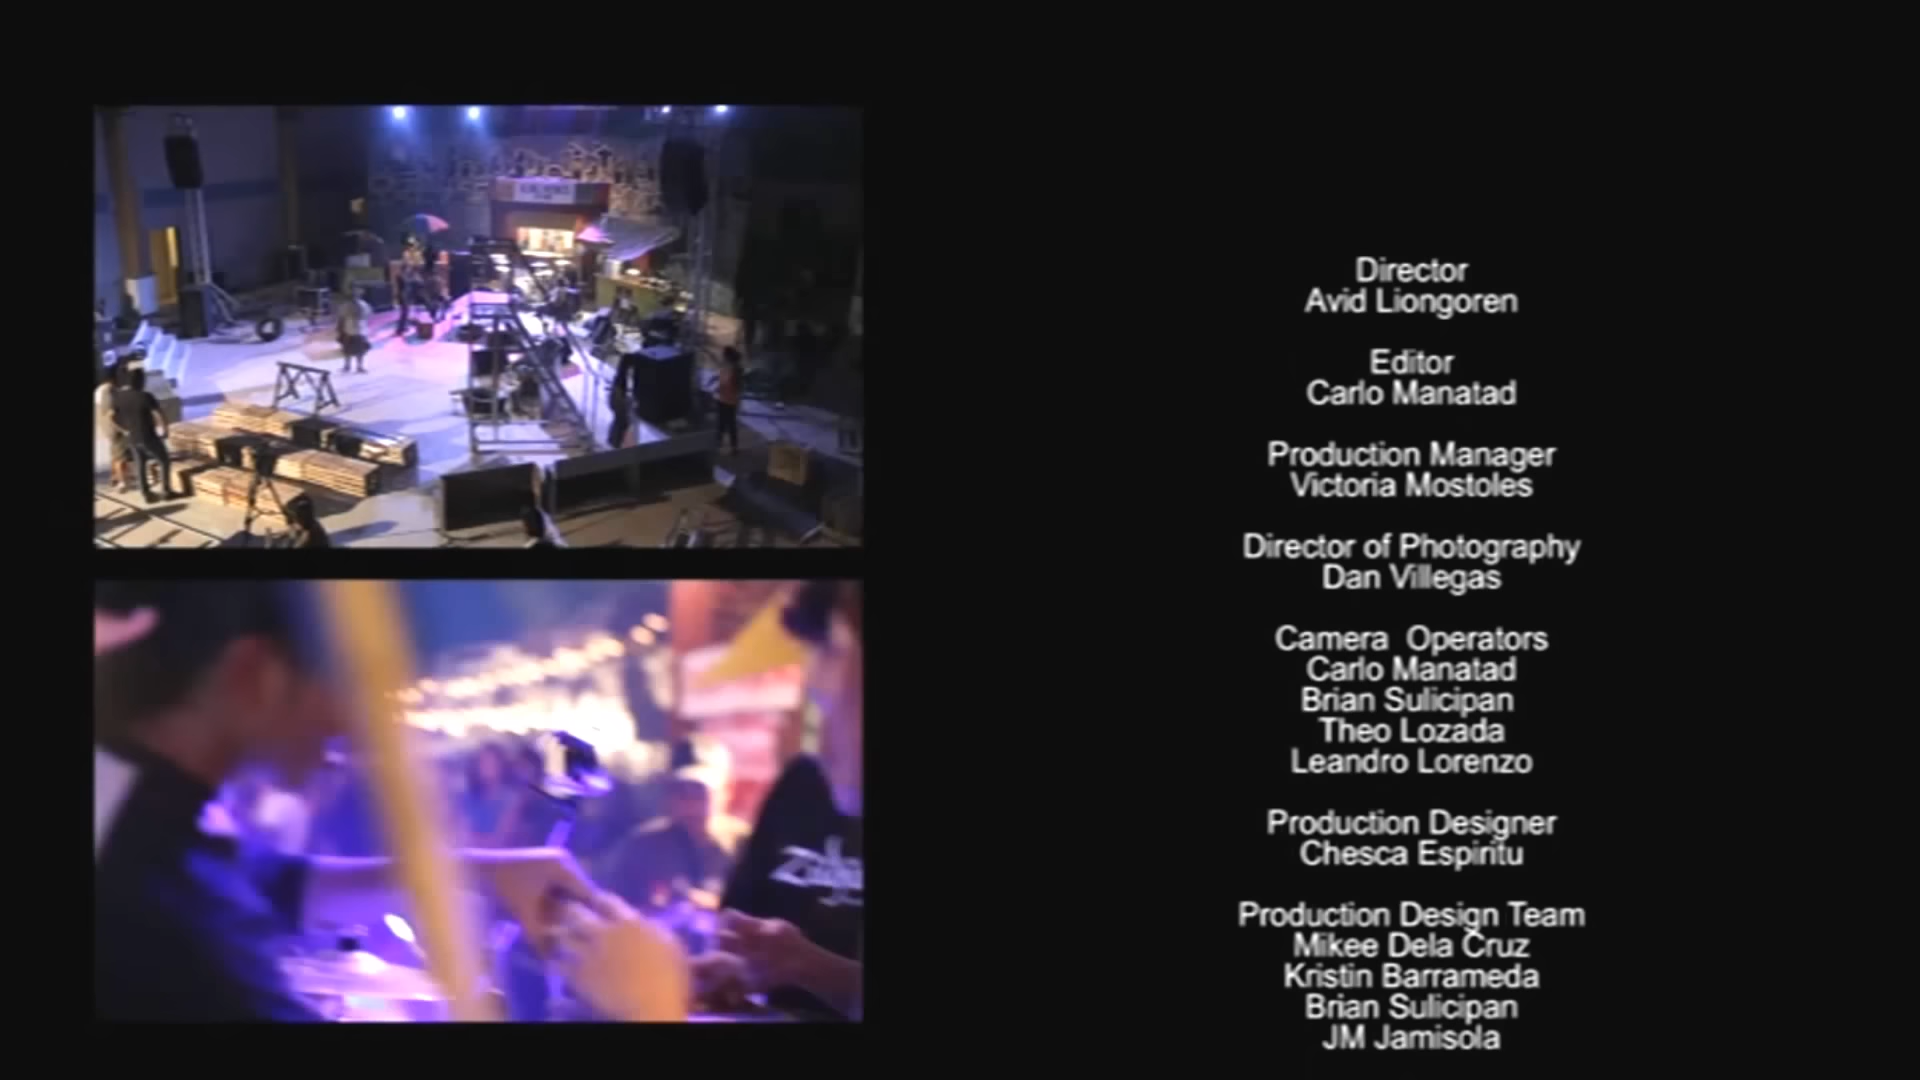 Director
Avid Liongoren
Editor
Carlo Manatad
Production Manager
Victoria Mostoles
Director of Photography
Dan Villegas
Camera  Operators
Carlo Manatad
Brian Sulicipan
Theo Lozada
Leandro Lorenzo
Production Designer
Chesca Espiritu
Production Design Team
Mikee Dela Cruz
Kristin Barrameda
Brian Sulicipan
JM Jamisola